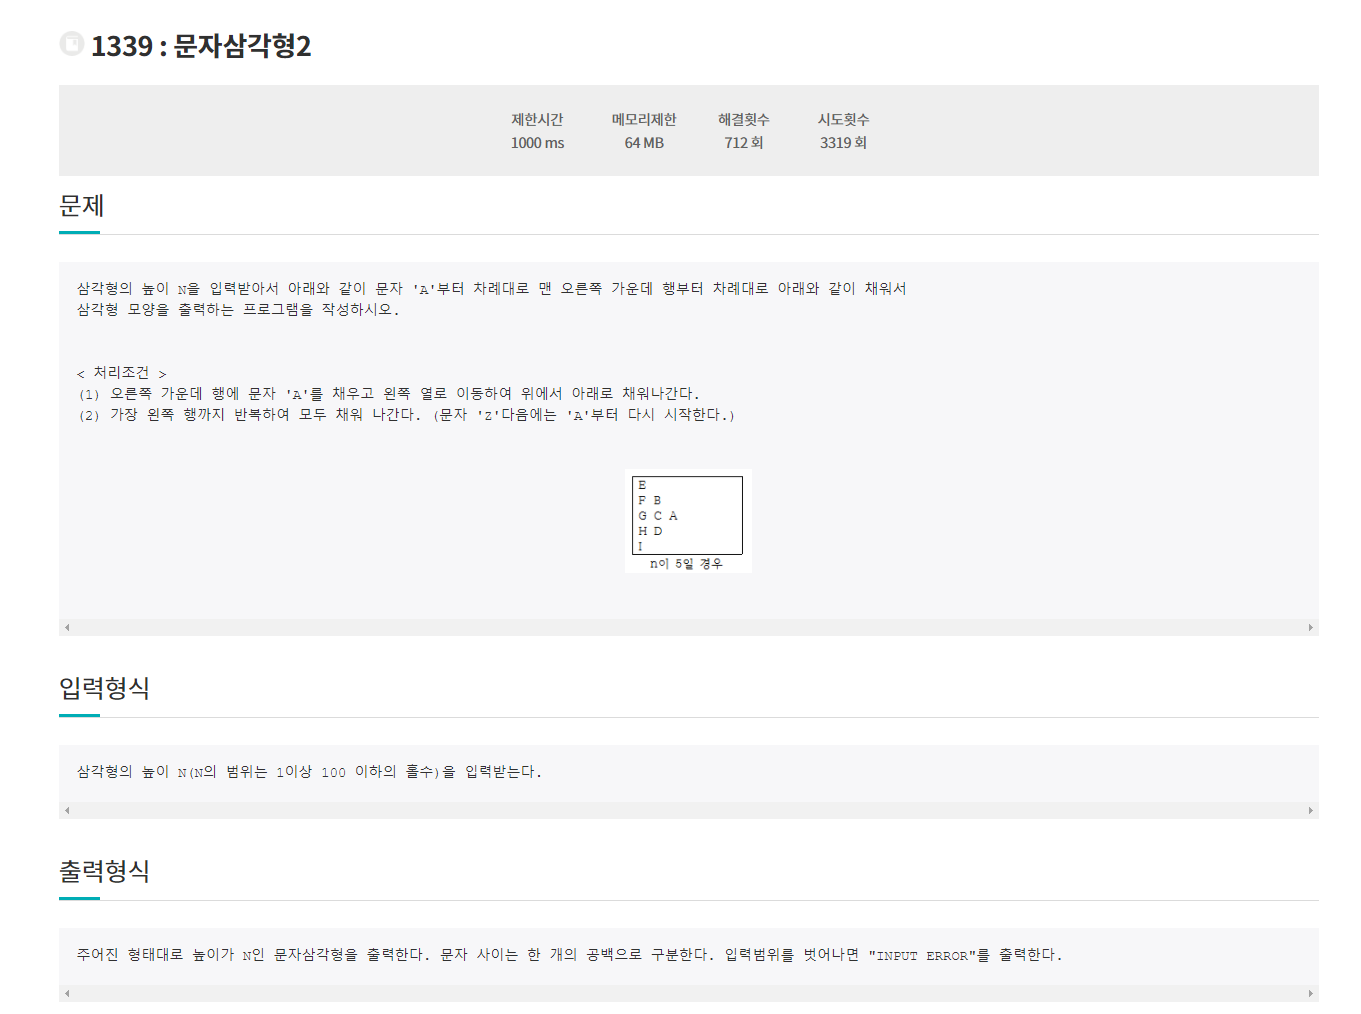 1339 : 문자삼각형2
제한시간 메모리제한 해결횟수 시도횟수
1000 ms 64 MB 712 회 3319 회
문제
삼각형의 높이 N을 입력받아서 아래와 같이 문자 'A'부터 차례대로 맨 오른쪽 가운데 행부터 차례대로 아래와 같이 채워서
삼각형 모양을 출력하는 프로그램을 작성하시오.
< 처리조건 >
(1) 오른쪽 가운데 행에 문자 'A'를 채우고 왼쪽 열로 이동하여 위에서 아래로 채워나간다.
(2) 가장 왼쪽 행까지 반복하여 모두 채워 나간다. (문자 'Z'다음에는 'A'부터 다시 시작한다.)
E
F B
G C A
H D
I
n이 5일 경우
입력형식
삼각형의 높이 N(N의 범위는 1이상 100 이하의 홀수)을 입력받는다.
출력형식
주어진 형태대로 높이가 N인 문자삼각형을 출력한다. 문자 사이는 한 개의 공백으로 구분한다. 입력범위를 벗어나면 "INPUT ERROR"를 출력한다.